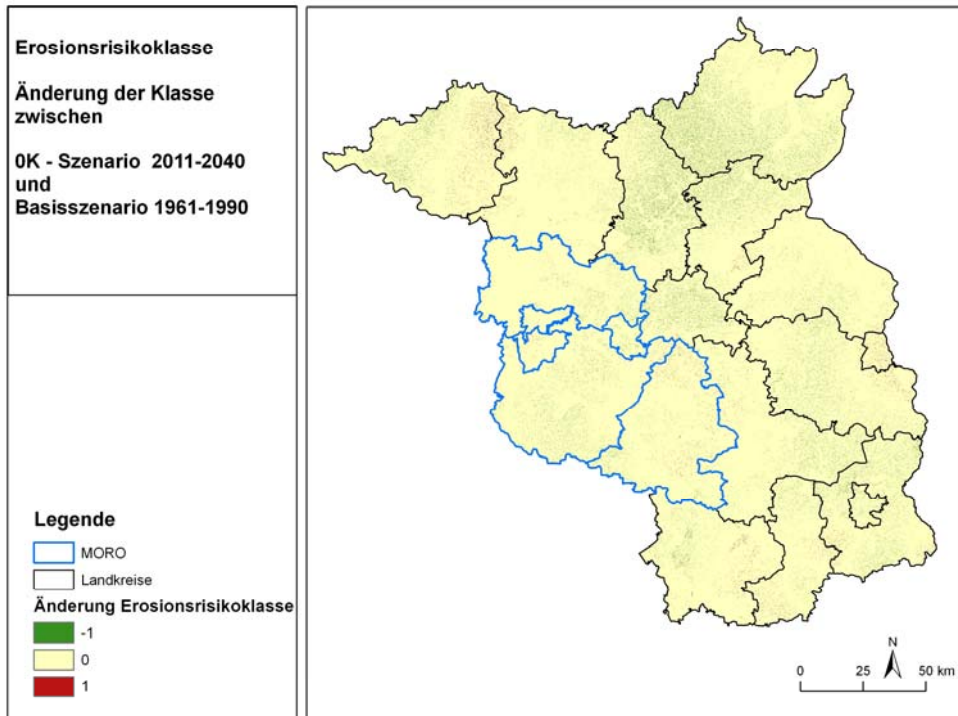 Erosionsrisikoklasse
Änderung der Klasse
zwischen
0K - Szenario 2011-2040
und
Basisszenario 1961-1990
Legende
MORO
Landkreise
Änderung Erosionsrisikoklasse
-1
0
1
N
0 25 50 km